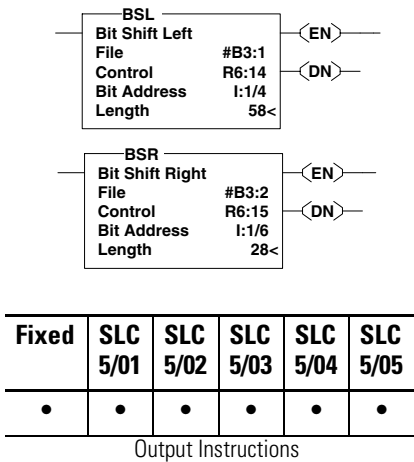 BSL
Bit Shift Left
File #B3:1
Control R6:14
Bit Address I:1/4
Length 58<
EN
DN
BSR
Bit Shift Right
File #B3:2
Control R6:15
Bit Address I:1/6
Length 28<
EN
DN
Fixed SLC SLC SLC SLC SLC
5/01 5/02 5/03 5/04 5/05
• • • • • •
Output Instructions